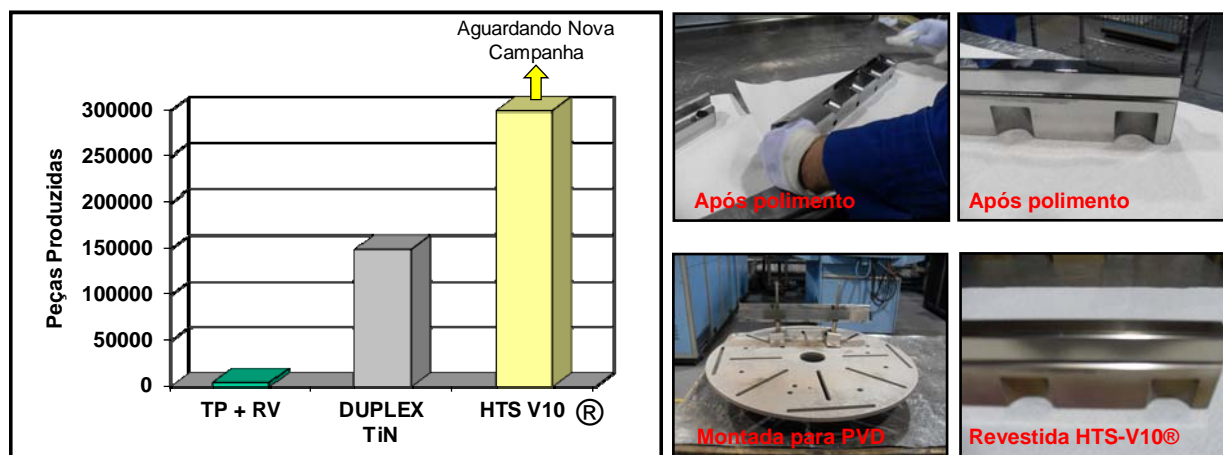 Aguardando Nova
Campanha
Peças Produzidas
300000
250000
200000
150000
100000
50000
0
TP + RV
DUPLEX
TiN
HTS V10 ®
Após polimento
Após polimento
Montada para PVD
Revestida HTS-V10®